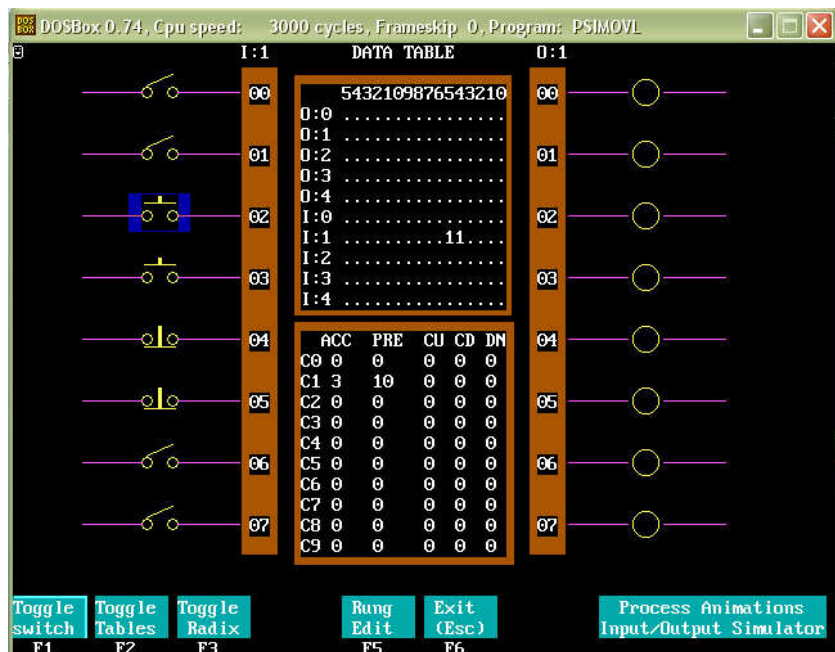 DOSBox 0.74, Cpu speed: 3000 cycles, Frameskip 0, Program: PSIMOVL
I:1 DATA TABLE O:1
5432109876543210
O:0 ................
O:1 ................
O:2 ................
O:3 ................
O:4 ................
I:0 ................
I:1 ..........11....
I:2 ................
I:3 ................
I:4 ................
00
01
02
03
04
05
06
07
ACC PRE CU CD DN
C0 0 0 0 0 0
C1 3 10 0 0 0
C2 0 0 0 0 0
C3 0 0 0 0 0
C4 0 0 0 0 0
C5 0 0 0 0 0
C6 0 0 0 0 0
C7 0 0 0 0 0
C8 0 0 0 0 0
C9 0 0 0 0 0
00
01
02
03
04
05
06
07
Toggle switch
F1
Toggle Tables
F2
Toggle Radix
F3
Rung Edit
F5
Exit (Esc)
F6
Process Animations
Input/Output Simulator